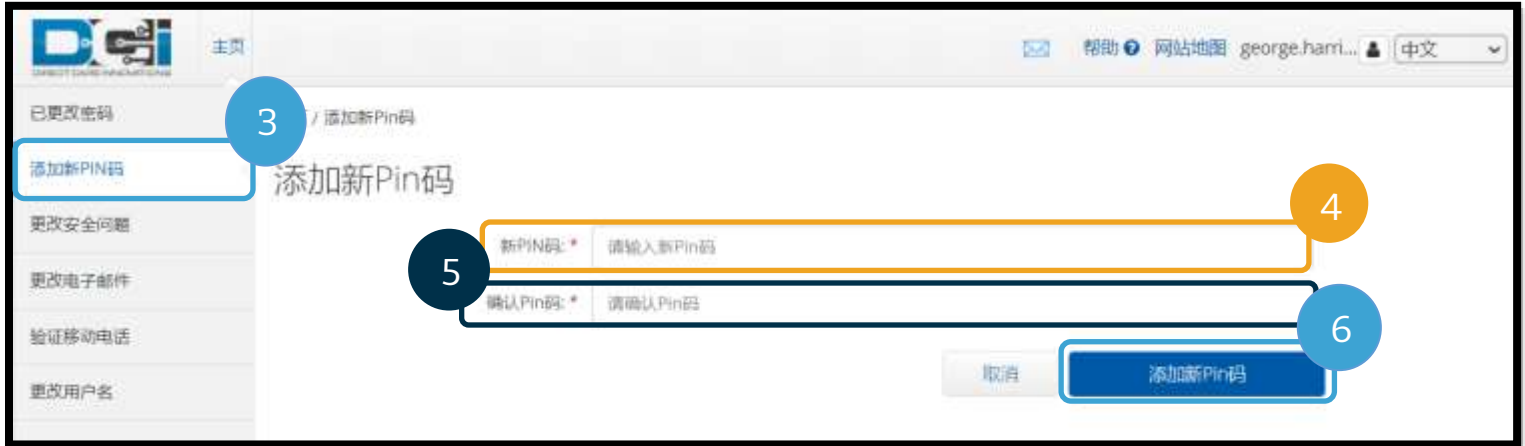 DCI 主页 帮助 网站地图 george.harri... 中文
DIRECT CARE INNOVATIONS
已更改密码
3 / 添加新Pin码
添加新PIN码
添加新Pin码
更改安全问题
4
新PIN码: * 请输入新Pin码
更改电子邮件
5
确认Pin码: * 请确认Pin码
验证移动电话
6
取消 添加新Pin码
更改用户名